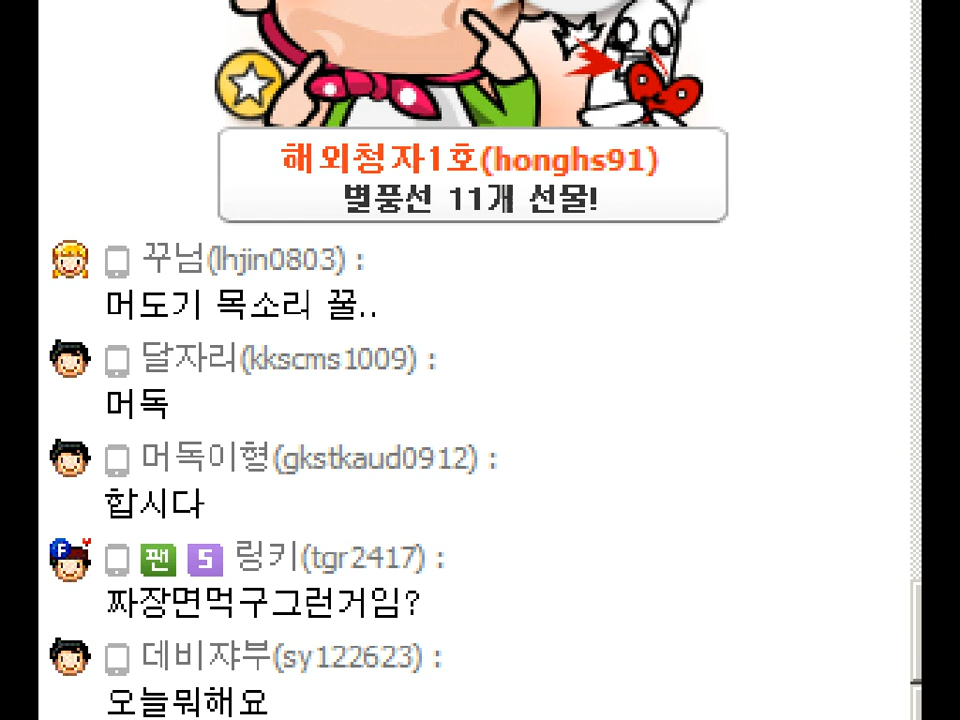 해외청자1호(honghs91)
별풍선 11개 선물!
꾸넘(lhjin0803) :
머도기 목소리 꿀..
달자리(kkscms1009) :
머독
머독이형(gkstkaud0912) :
합시다
F 팬 S 링키(tgr2417) :
짜장면먹구그런거임?
데비쟈부(sy122623) :
오늘뭐해요